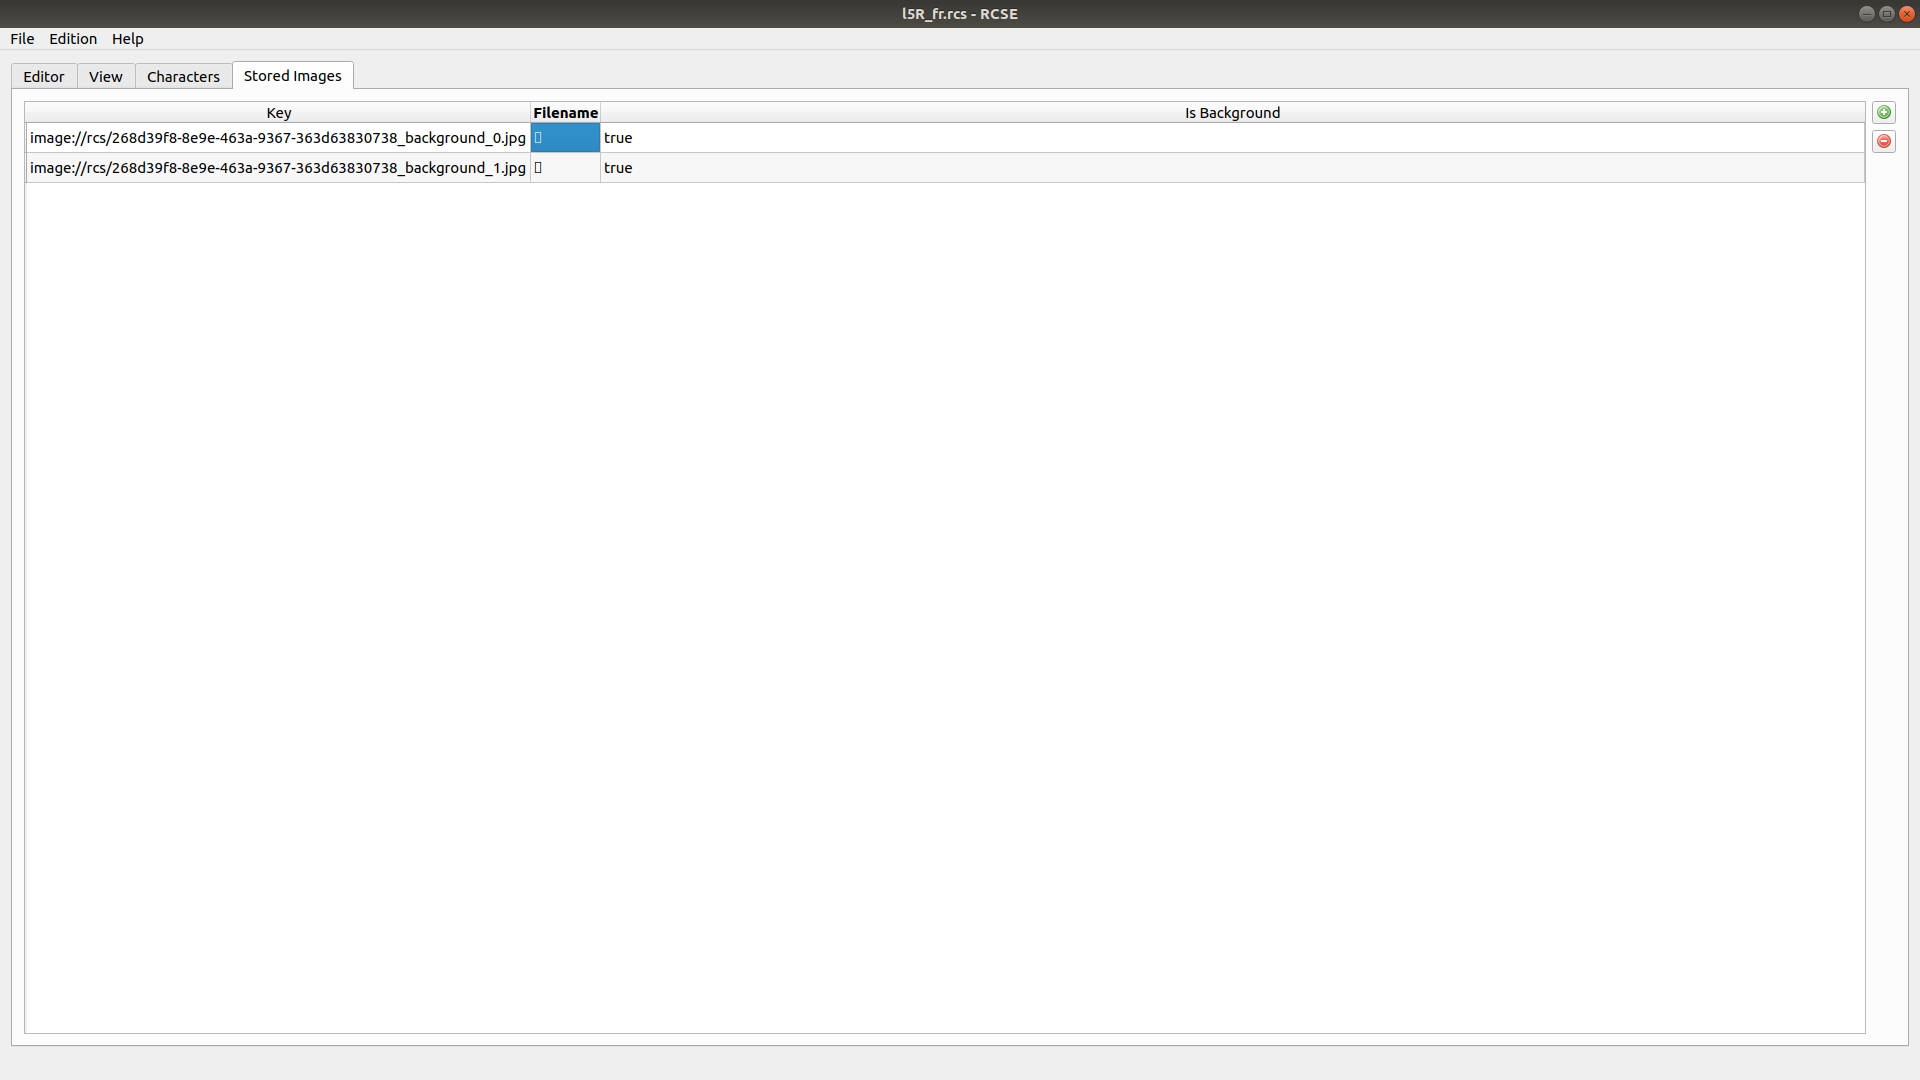 l5R_fr.rcs - RCSE
File Edition Help
Editor View Characters Stored Images
Key Filename Is Background
image://rcs/268d39f8-8e9e-463a-9367-363d63830738_background_0.jpg true
image://rcs/268d39f8-8e9e-463a-9367-363d63830738_background_1.jpg true